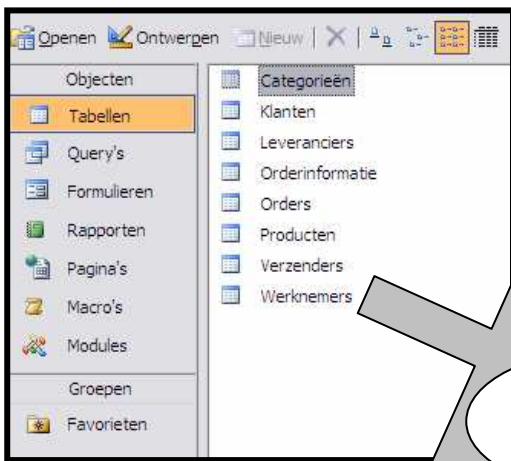 Openen Ontwerpen Nieuw
Objecten
Tabellen
Query's
Formulieren
Rapporten
Pagina's
Macro's
Modules
Groepen
Favorieten
Categorieën
Klanten
Leveranciers
Orderinformatie
Orders
Producten
Verzenders
Werknemers